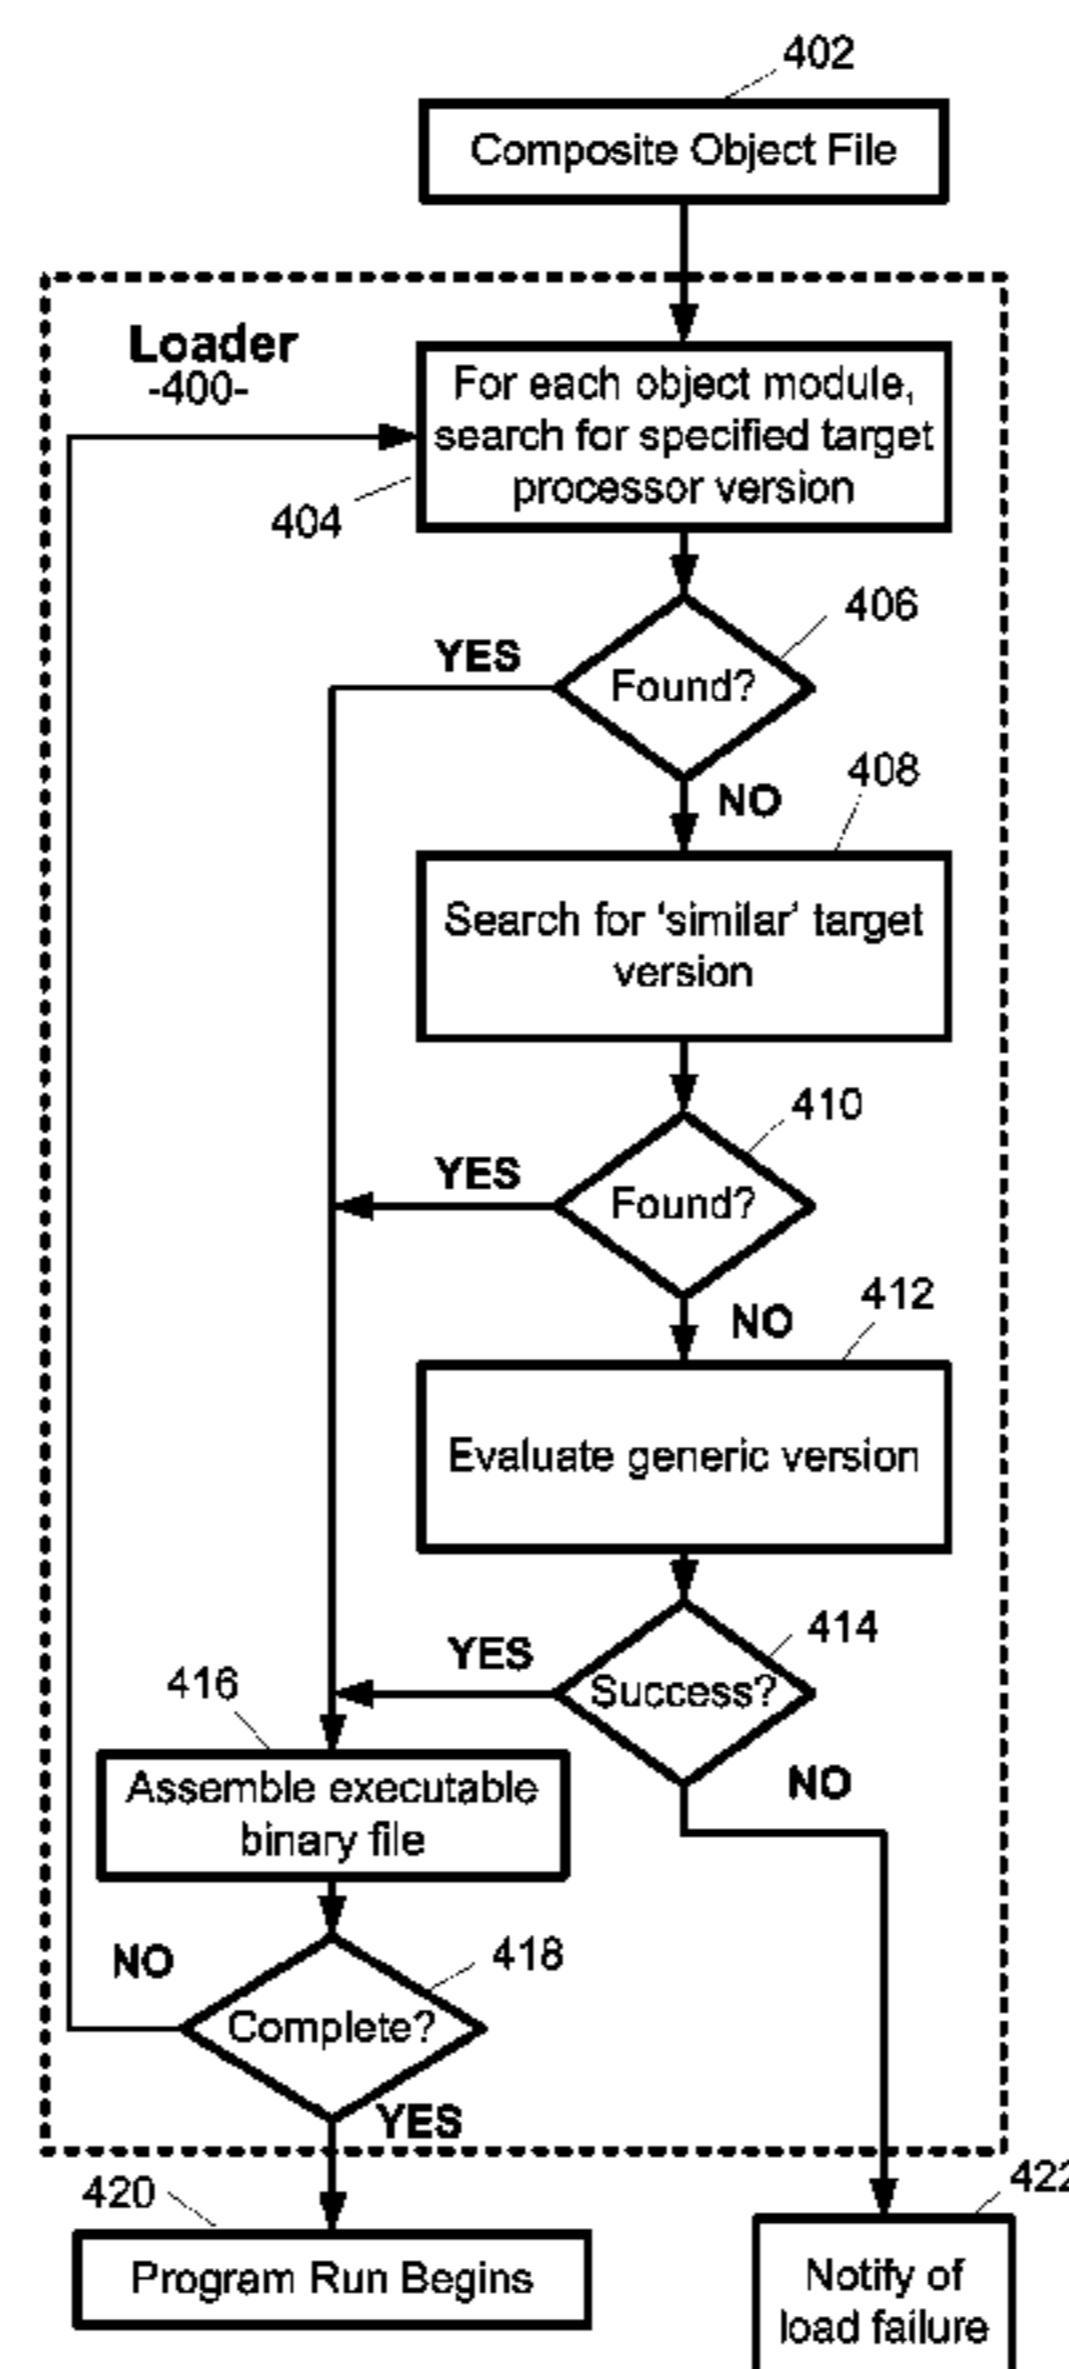 402
Composite Object File
Loader
-400-
For each object module,
search for specified target
processor version
404
406
YES
Found?
NO
408
Search for 'similar' target
version
410
YES
Found?
NO
412
Evaluate generic version
414
YES
Success?
NO
416
Assemble executable
binary file
NO
418
Complete?
YES
420
Program Run Begins
422
Notify of
load failure